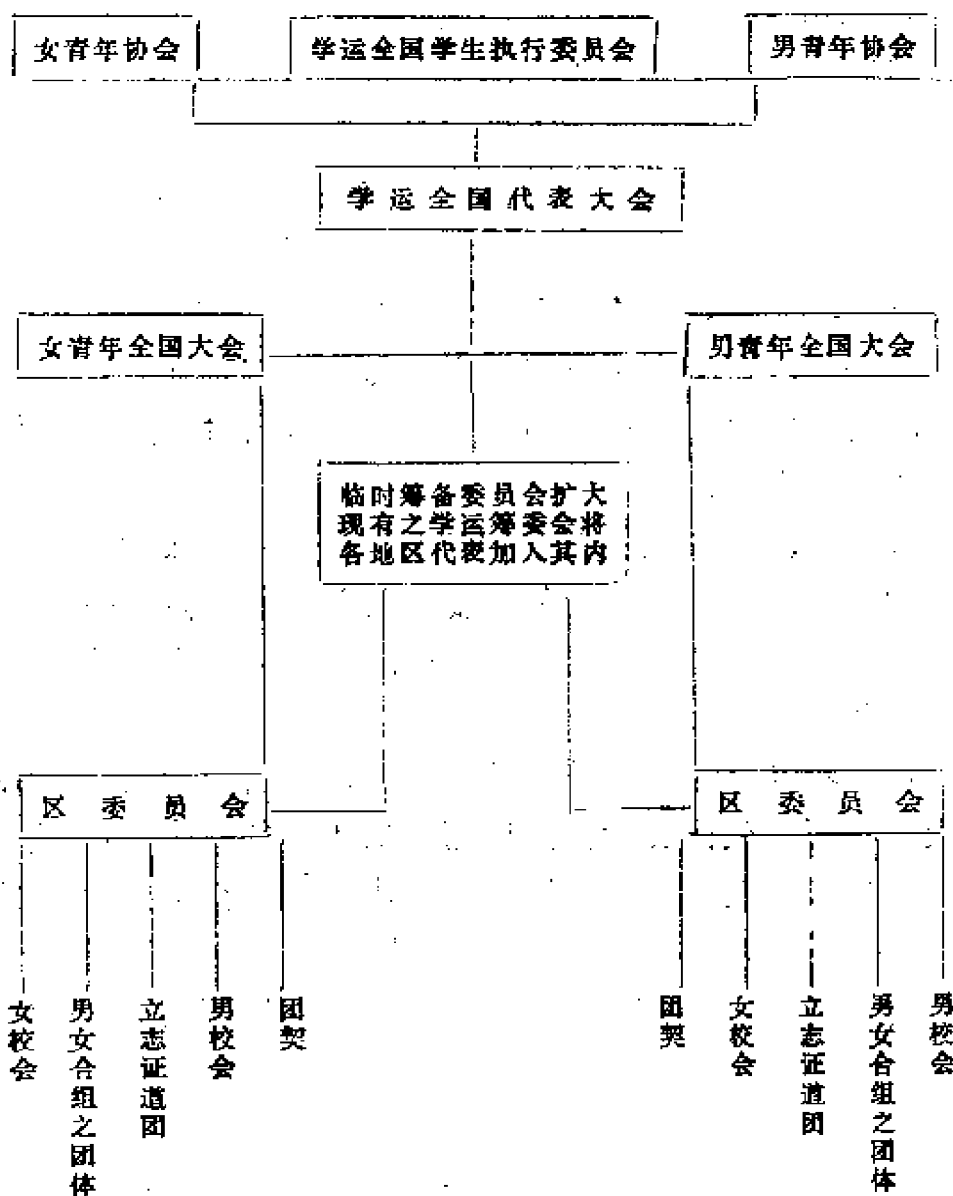 女青年协会
学运全国学生执行委员会
男青年协会
学运全国代表大会
女青年全国大会
男青年全国大会
临时筹备委员会扩大
现有之学运筹委会将
各地区代表加入其内
区委员会
区委员会
女校会
男女合组之团体
立志证道团
男校会
团契
团契
女校会
立志证道团
男女合组之团体
男校会